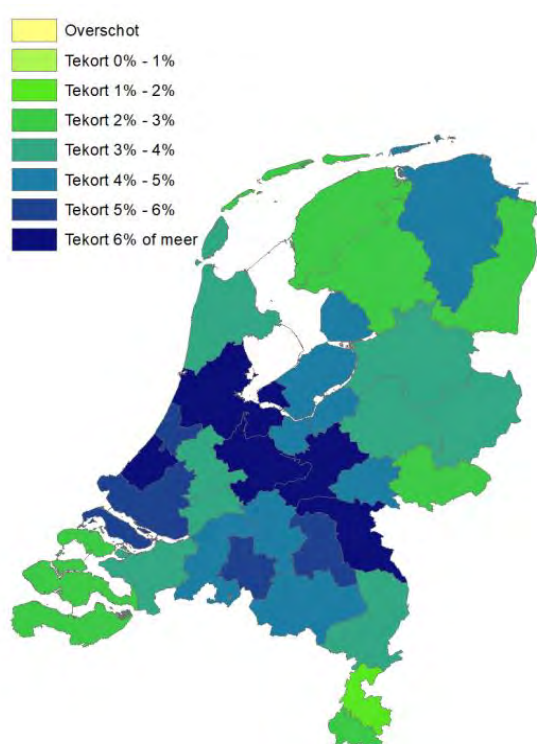 Overschot
Tekort 0% - 1%
Tekort 1% - 2%
Tekort 2% - 3%
Tekort 3% - 4%
Tekort 4% - 5%
Tekort 5% - 6%
Tekort 6% of meer